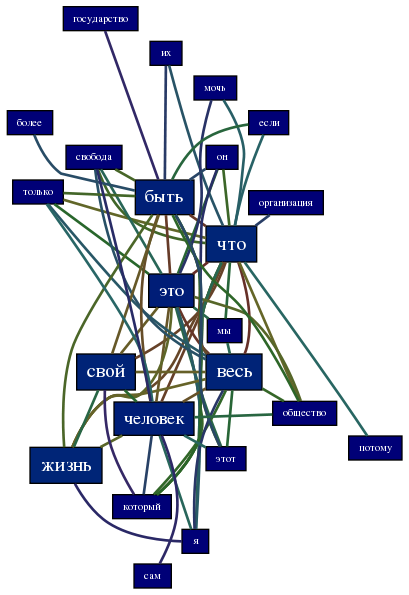 государство
их
мочь
более
если
свобода
он
только
быть
организация
что
это
мы
свой
весь
человек
общество
потому
жизнь
этот
который
я
сам